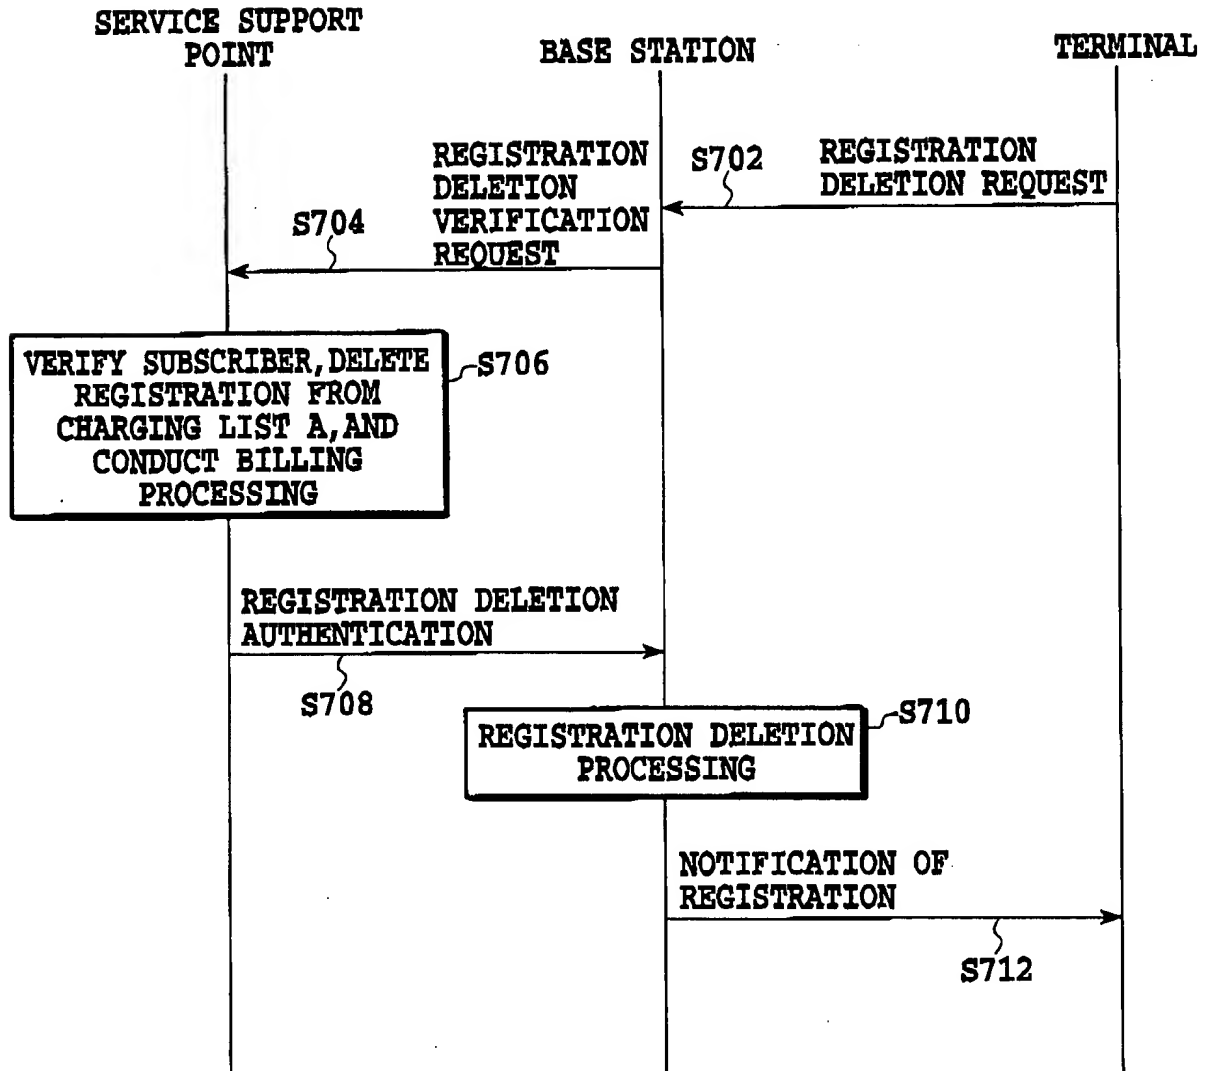 SERVICE SUPPORT
POINT
BASE STATION
TERMINAL
REGISTRATION
DELETION
VERIFICATION
REQUEST
S702
REGISTRATION
DELETION REQUEST
S704
VERIFY SUBSCRIBER, DELETE
REGISTRATION FROM
CHARGING LIST A, AND
CONDUCT BILLING
PROCESSING
S706
REGISTRATION DELETION
AUTHENTICATION
S708
S710
REGISTRATION DELETION
PROCESSING
NOTIFICATION OF
REGISTRATION
S712